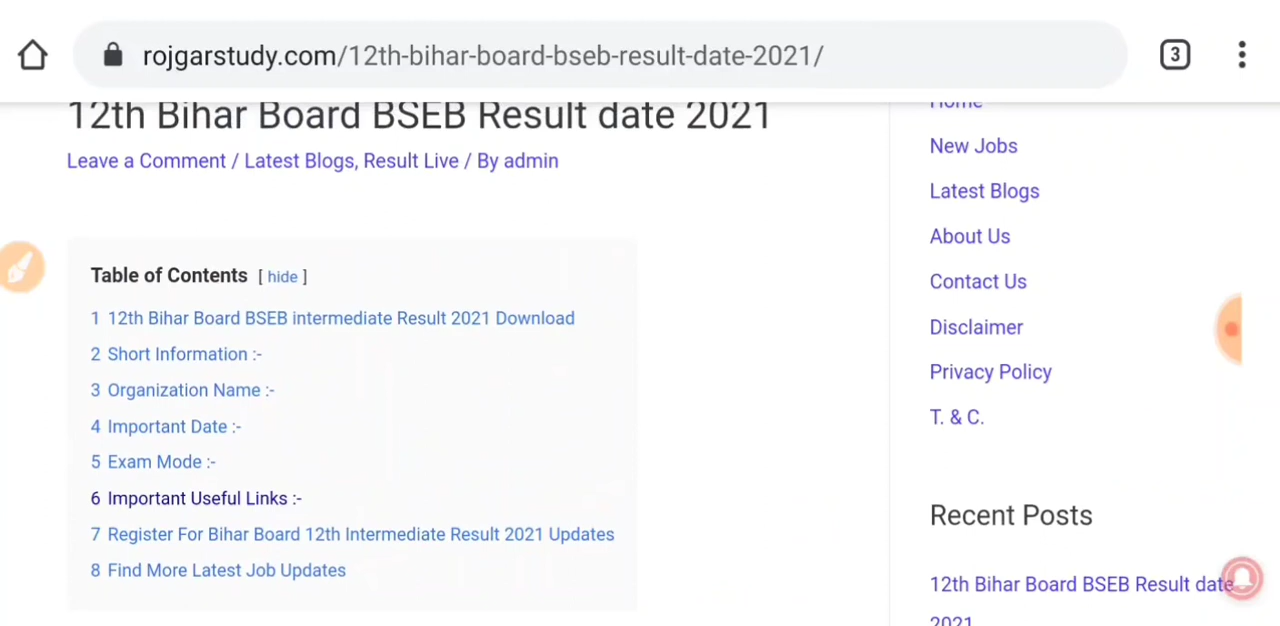 rojgarstudy.com/12th-bihar-board-bseb-result-date-2021/
3
12th Bihar Board BSEB Result date 2021
Leave a Comment / Latest Blogs, Result Live / By admin
Table of Contents [ hide ]
1 12th Bihar Board BSEB intermediate Result 2021 Download
2 Short Information :-
3 Organization Name :-
4 Important Date :-
5 Exam Mode :-
6 Important Useful Links :-
7 Register For Bihar Board 12th Intermediate Result 2021 Updates
8 Find More Latest Job Updates
Home
New Jobs
Latest Blogs
About Us
Contact Us
Disclaimer
Privacy Policy
T. & C.
Recent Posts
12th Bihar Board BSEB Result date
2021